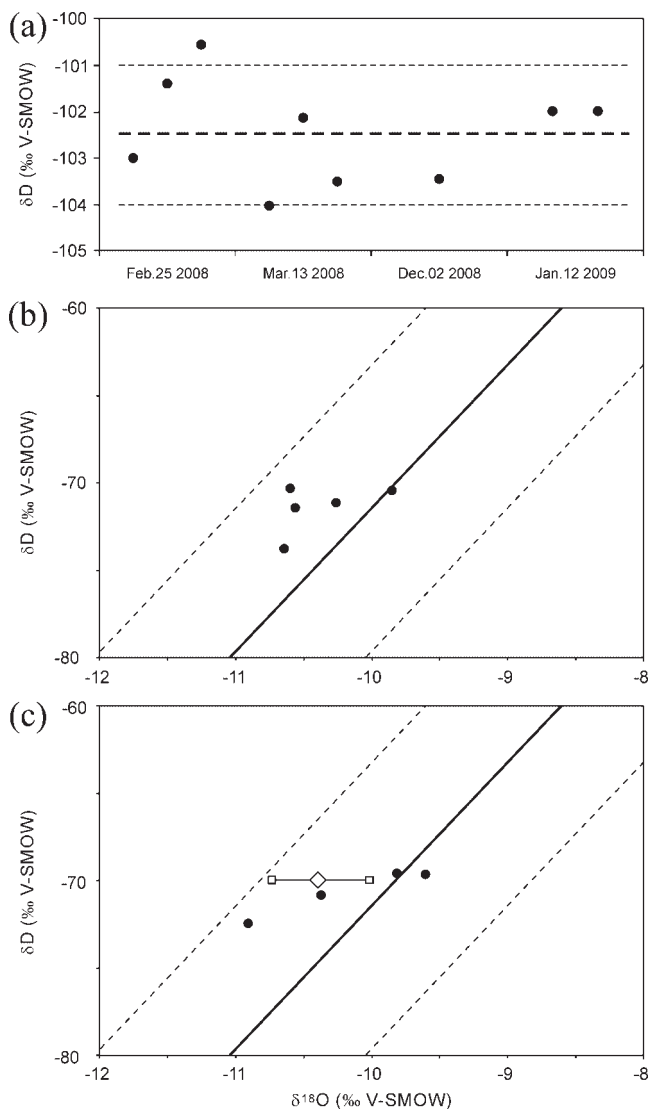 (a)
-100
-101
-102
-103
-104
-105
δD (‰ V-SMOW)
Feb.25 2008 Mar.13 2008 Dec.02 2008 Jan.12 2009
(b)
-60
-70
-80
δD (‰ V-SMOW)
-12 -11 -10 -9 -8
(c)
-60
-70
-80
δD (‰ V-SMOW)
-12 -11 -10 -9 -8
δ¹⁸O (‰ V-SMOW)